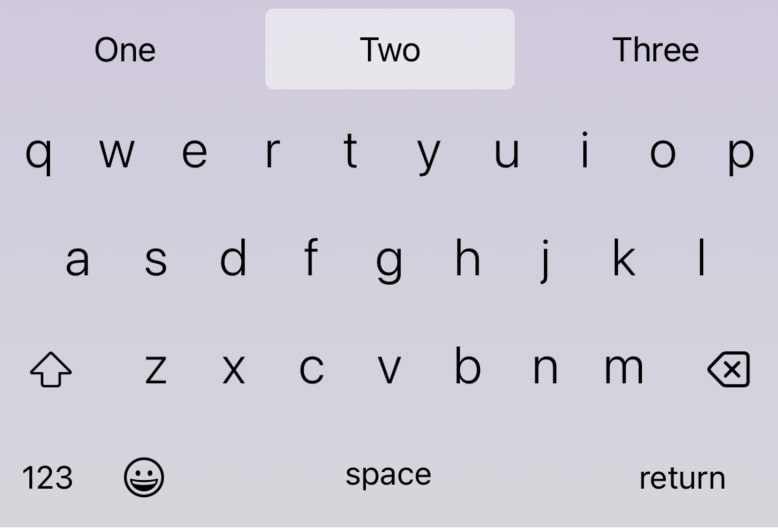 One Two Three
q w e r t y u i o p
a s d f g h j k l
z x c v b n m
123 space return